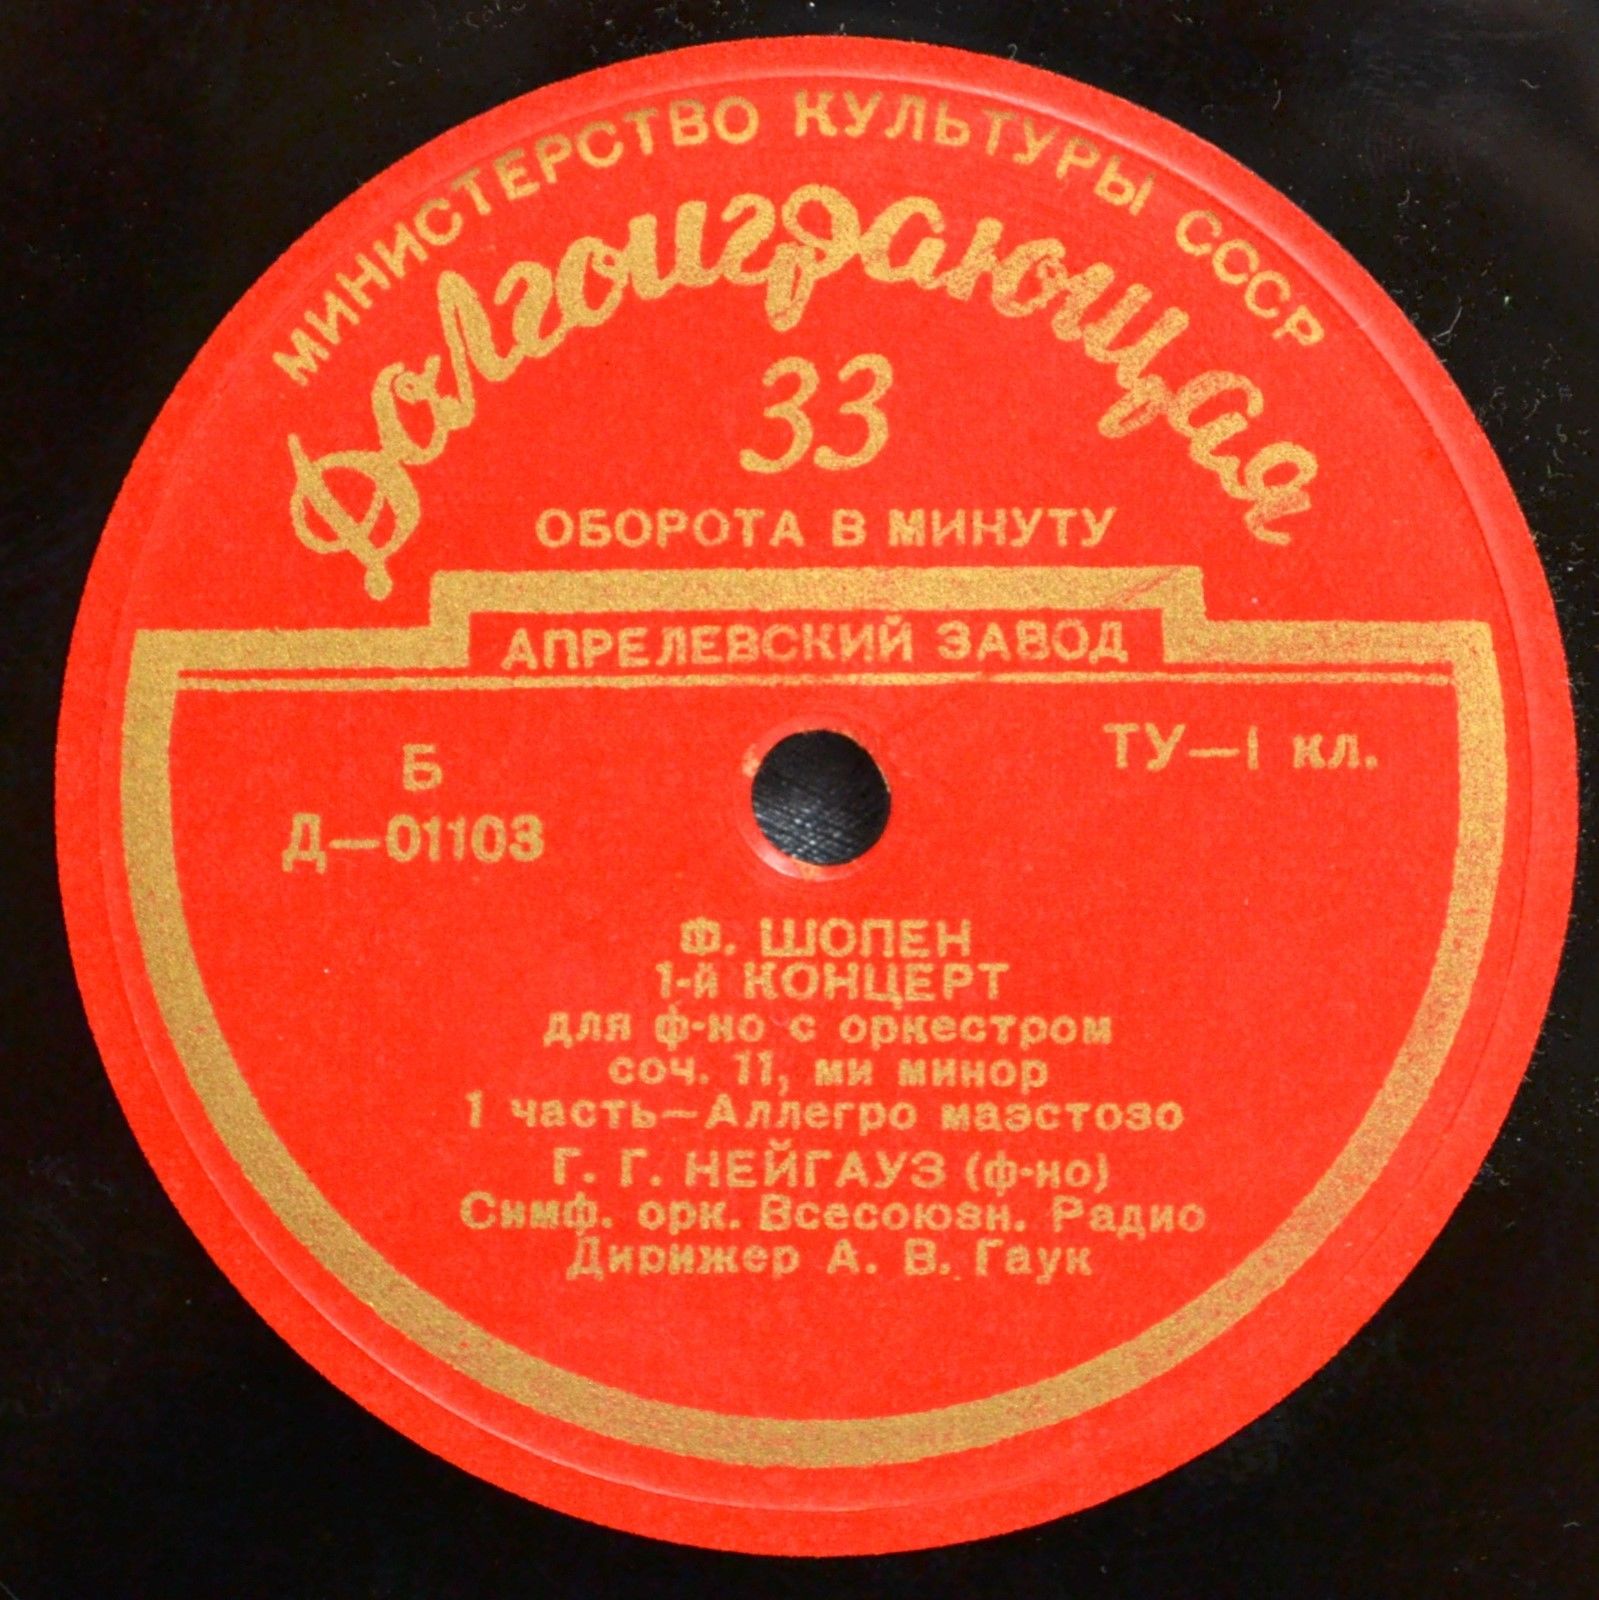 МИНИСТЕРСТВО КУЛЬТУРЫ СССР
Долгоиграющая
33
ОБОРОТА В МИНУТУ
АПРЕЛЕВСКИЙ ЗАВОД
Б
Д—01103
ТУ—I кл.
Ф. ШОПЕН
1-й КОНЦЕРТ
для ф-но с оркестром
соч. 11, ми минор
1 часть—Аллегро маэстозо
Г. Г. НЕЙГАУЗ (ф-но)
Симф. орк. Всесоюзн. Радио
Дирижер А. В. Гаук